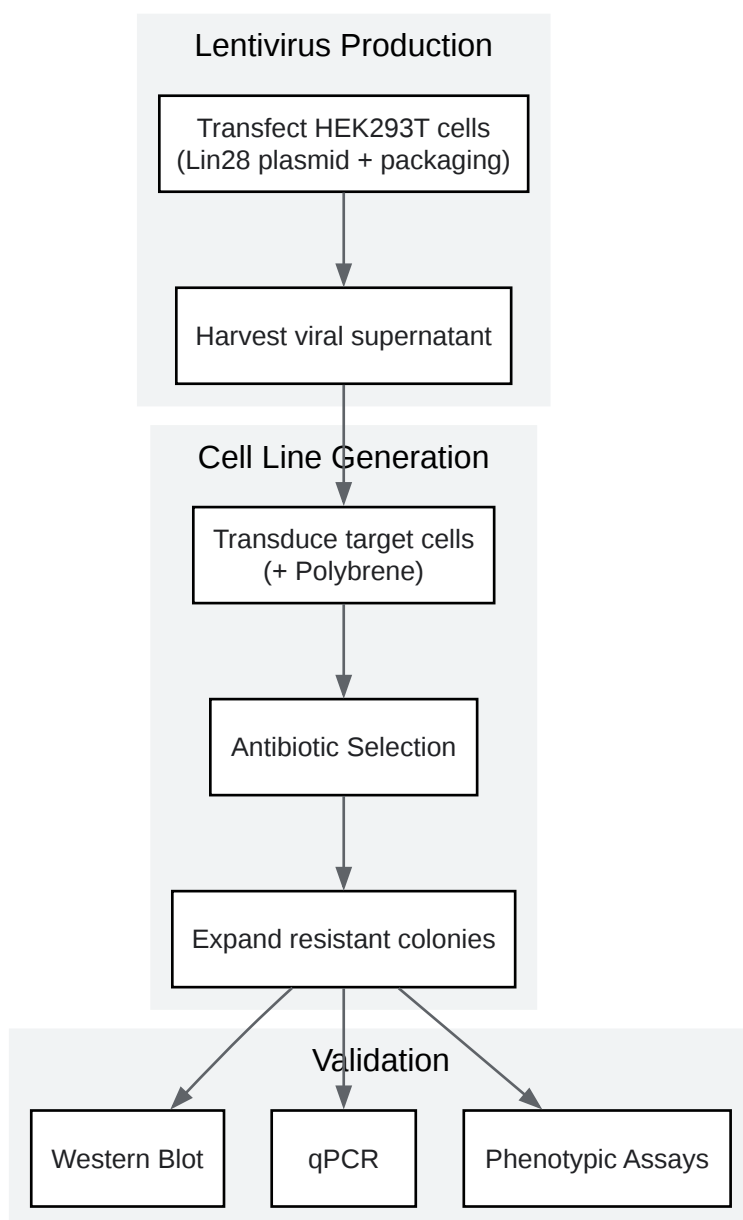 Lentivirus Production
Transfect HEK293T cells
(Lin28 plasmid + packaging)
Harvest viral supernatant
Cell Line Generation
Transduce target cells
(+ Polybrene)
Antibiotic Selection
Expand resistant colonies
Validation
Western Blot
qPCR
Phenotypic Assays